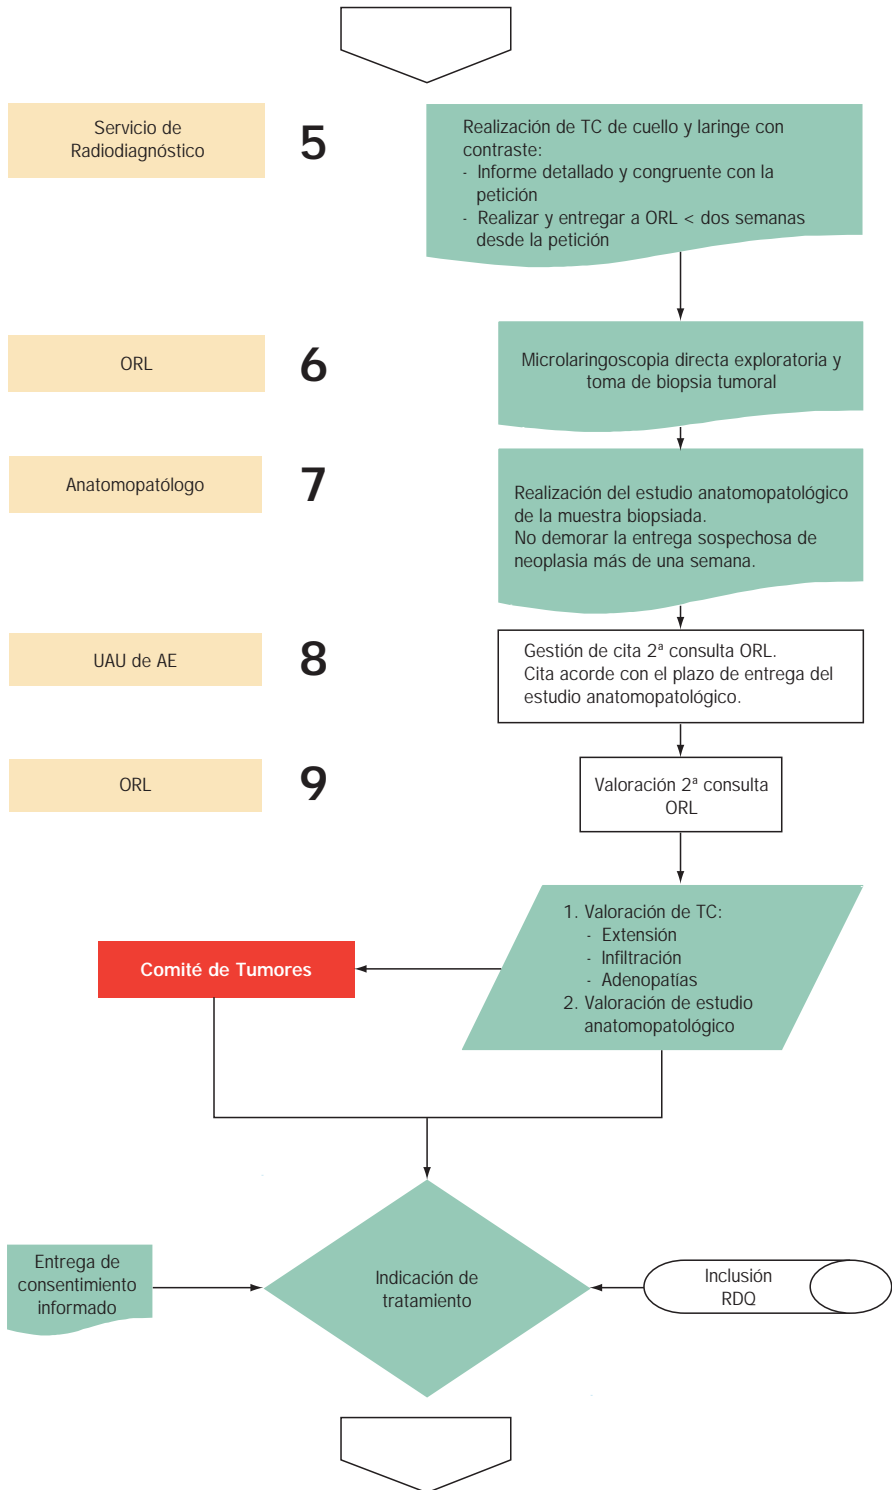 Servicio de
Radiodiagnóstico
5
Realización de TC de cuello y laringe con
contraste:
- Informe detallado y congruente con la
petición
- Realizar y entregar a ORL < dos semanas
desde la petición
ORL
6
Microlaringoscopia directa exploratoria y
toma de biopsia tumoral
Anatomopatólogo
7
Realización del estudio anatomopatológico
de la muestra biopsiada.
No demorar la entrega sospechosa de
neoplasia más de una semana.
UAU de AE
8
Gestión de cita 2ª consulta ORL.
Cita acorde con el plazo de entrega del
estudio anatomopatológico.
ORL
9
Valoración 2ª consulta
ORL
1. Valoración de TC:
- Extensión
- Infiltración
- Adenopatías
2. Valoración de estudio
anatomopatológico
Comité de Tumores
Entrega de
consentimiento
informado
Indicación de
tratamiento
Inclusión
RDQ